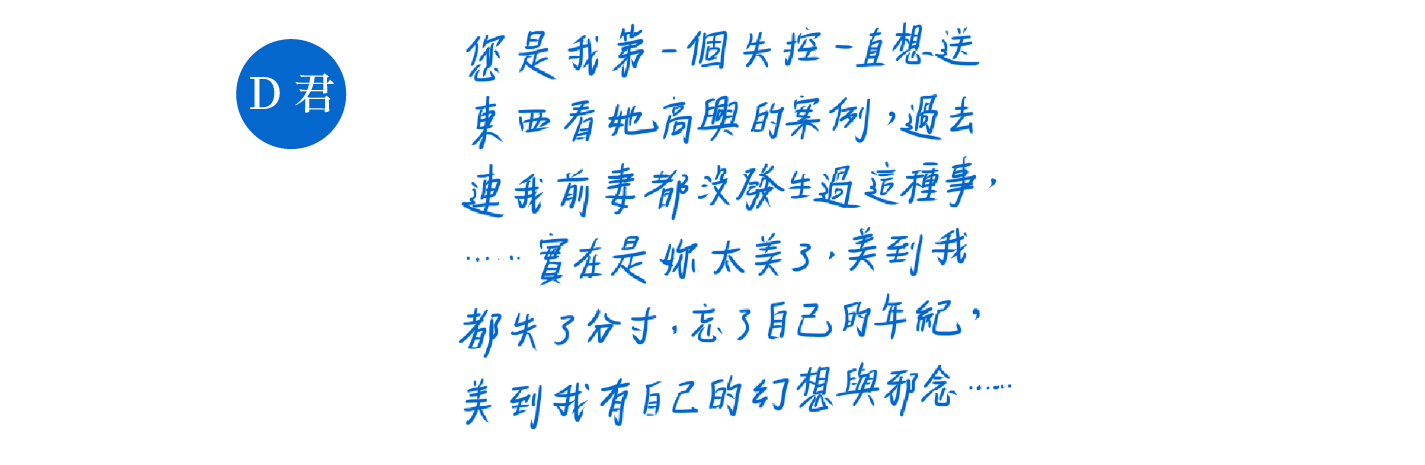 D 君
您是我第一個失控一直想送
東西看她高興的案例，過去
連我前妻都沒發生過這種事，
……實在是妳太美了，美到我
都失了分寸，忘了自己的年紀，
美到我有自己的幻想與邪念……